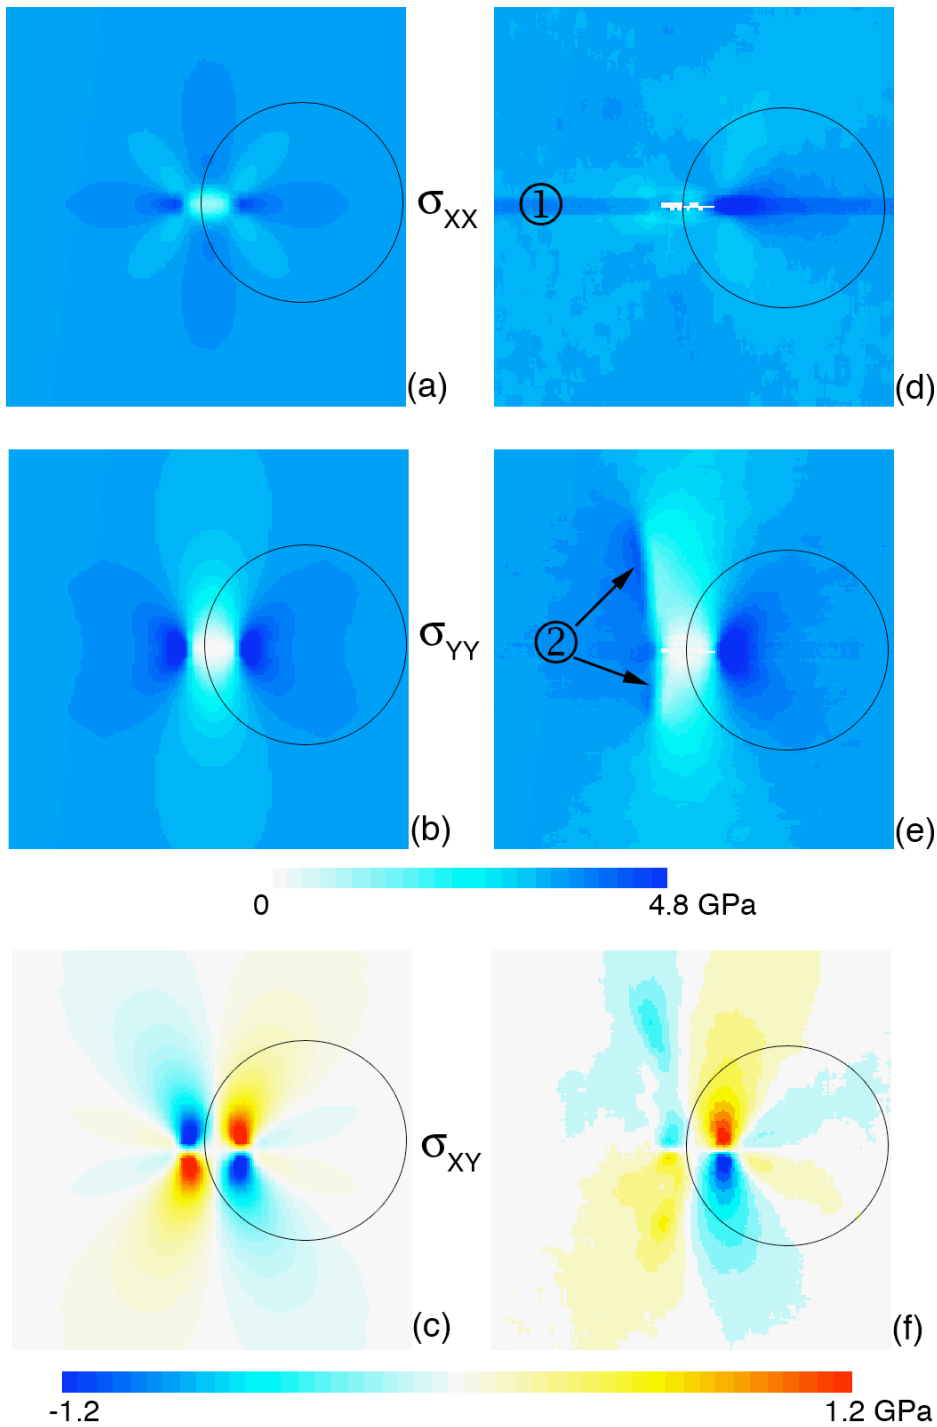 σXX
①
(a)
(d)
σYY
②
(b)
(e)
0
4.8 GPa
σXY
(c)
(f)
-1.2
1.2 GPa